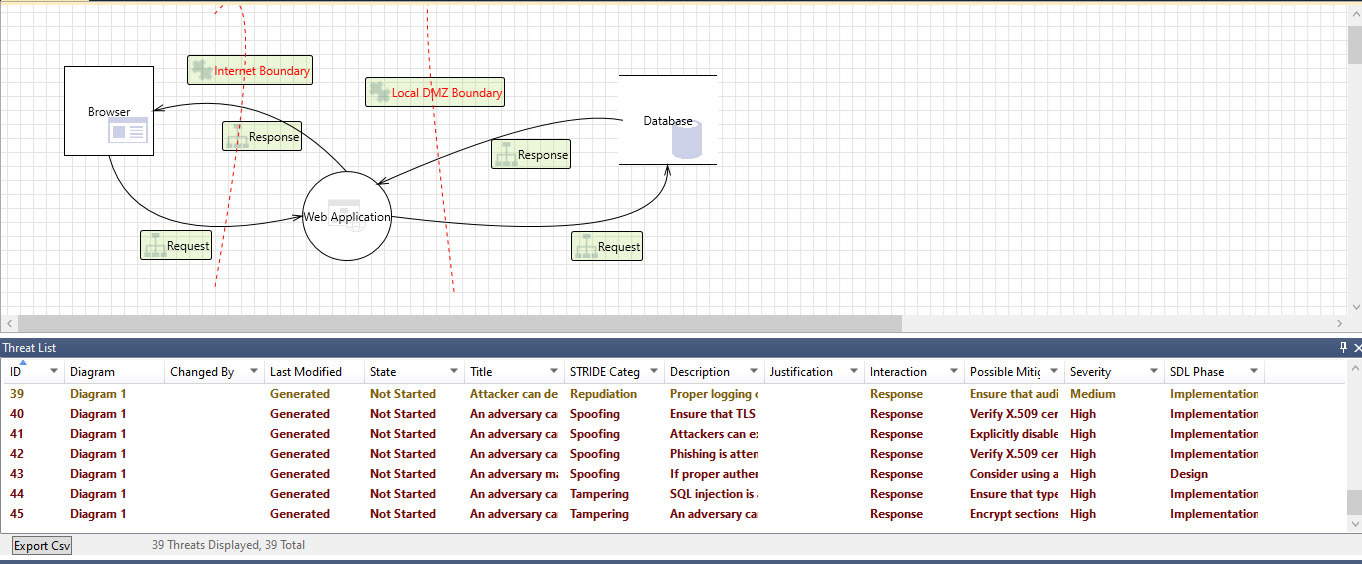 Internet Boundary
Local DMZ Boundary
Browser
Database
Response
Response
Web Application
Request
Request
Threat List
ID Diagram Changed By Last Modified State Title STRIDE Categ Description Justification Interaction Possible Mitig Severity SDL Phase
39 Diagram 1 Generated Not Started Attacker can de Repudiation Proper logging o Response Ensure that audi Medium Implementation
40 Diagram 1 Generated Not Started An adversary ca Spoofing Ensure that TLS Response Verify X.509 cer High Implementation
41 Diagram 1 Generated Not Started An adversary ca Spoofing Attackers can ex Response Explicitly disable High Implementation
42 Diagram 1 Generated Not Started An adversary ca Spoofing Phishing is atten Response Verify X.509 cer High Implementation
43 Diagram 1 Generated Not Started An adversary ma Spoofing If proper authen Response Consider using a High Design
44 Diagram 1 Generated Not Started An adversary ca Tampering SQL injection is a Response Ensure that type High Implementation
45 Diagram 1 Generated Not Started An adversary ca Tampering An adversary ca Response Encrypt sections High Implementation
Export Csv 39 Threats Displayed, 39 Total